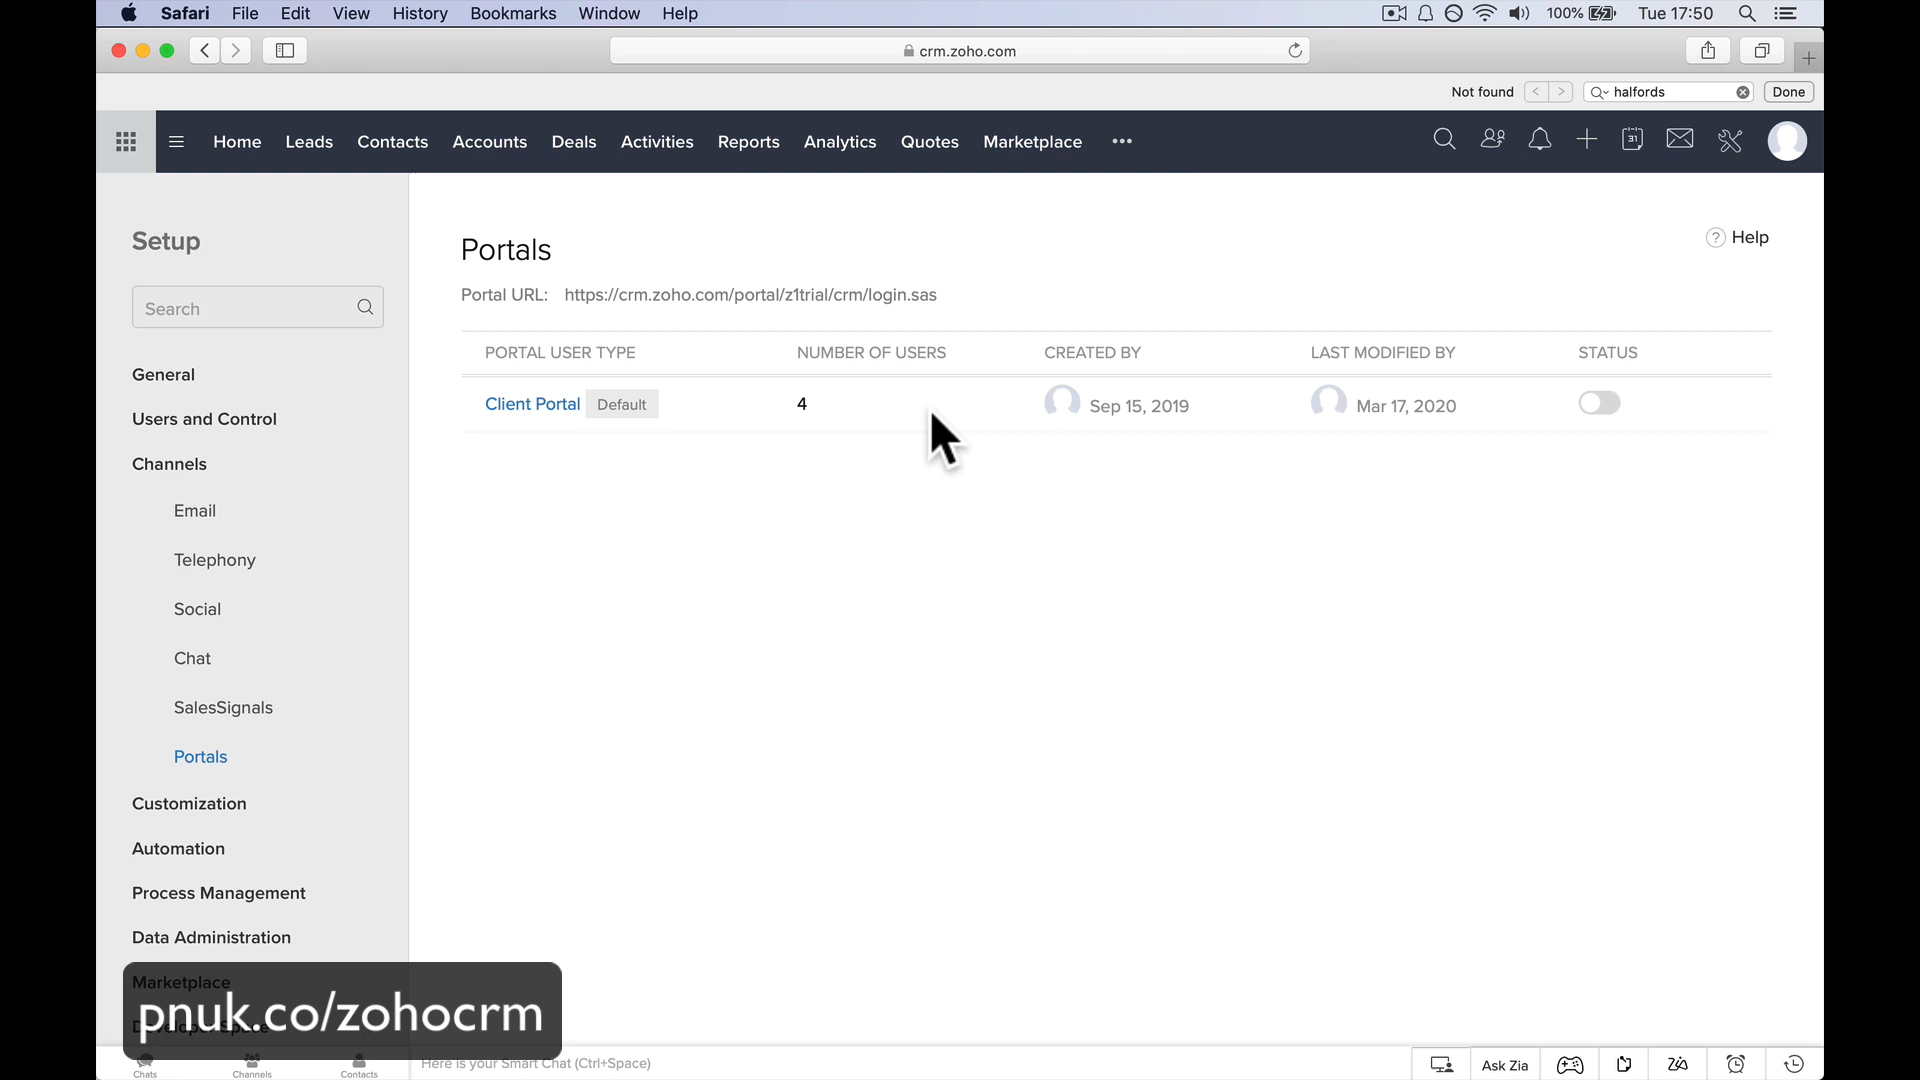 Safari File Edit View History Bookmarks Window Help 100% Tue 17:50
crm.zoho.com
Not found halfords Done
Home Leads Contacts Accounts Deals Activities Reports Analytics Quotes Marketplace
31
Setup
Search
General
Users and Control
Channels
Email
Telephony
Social
Chat
SalesSignals
Portals
Customization
Automation
Process Management
Data Administration
Marketplace
Developer Space
pnuk.co/zohocrm
Portals
Help
Portal URL: https://crm.zoho.com/portal/z1trial/crm/login.sas
PORTAL USER TYPE NUMBER OF USERS CREATED BY LAST MODIFIED BY STATUS
Client Portal Default 4 Sep 15, 2019 Mar 17, 2020
Chats Channels Contacts Here is your Smart Chat (Ctrl+Space) Ask Zia